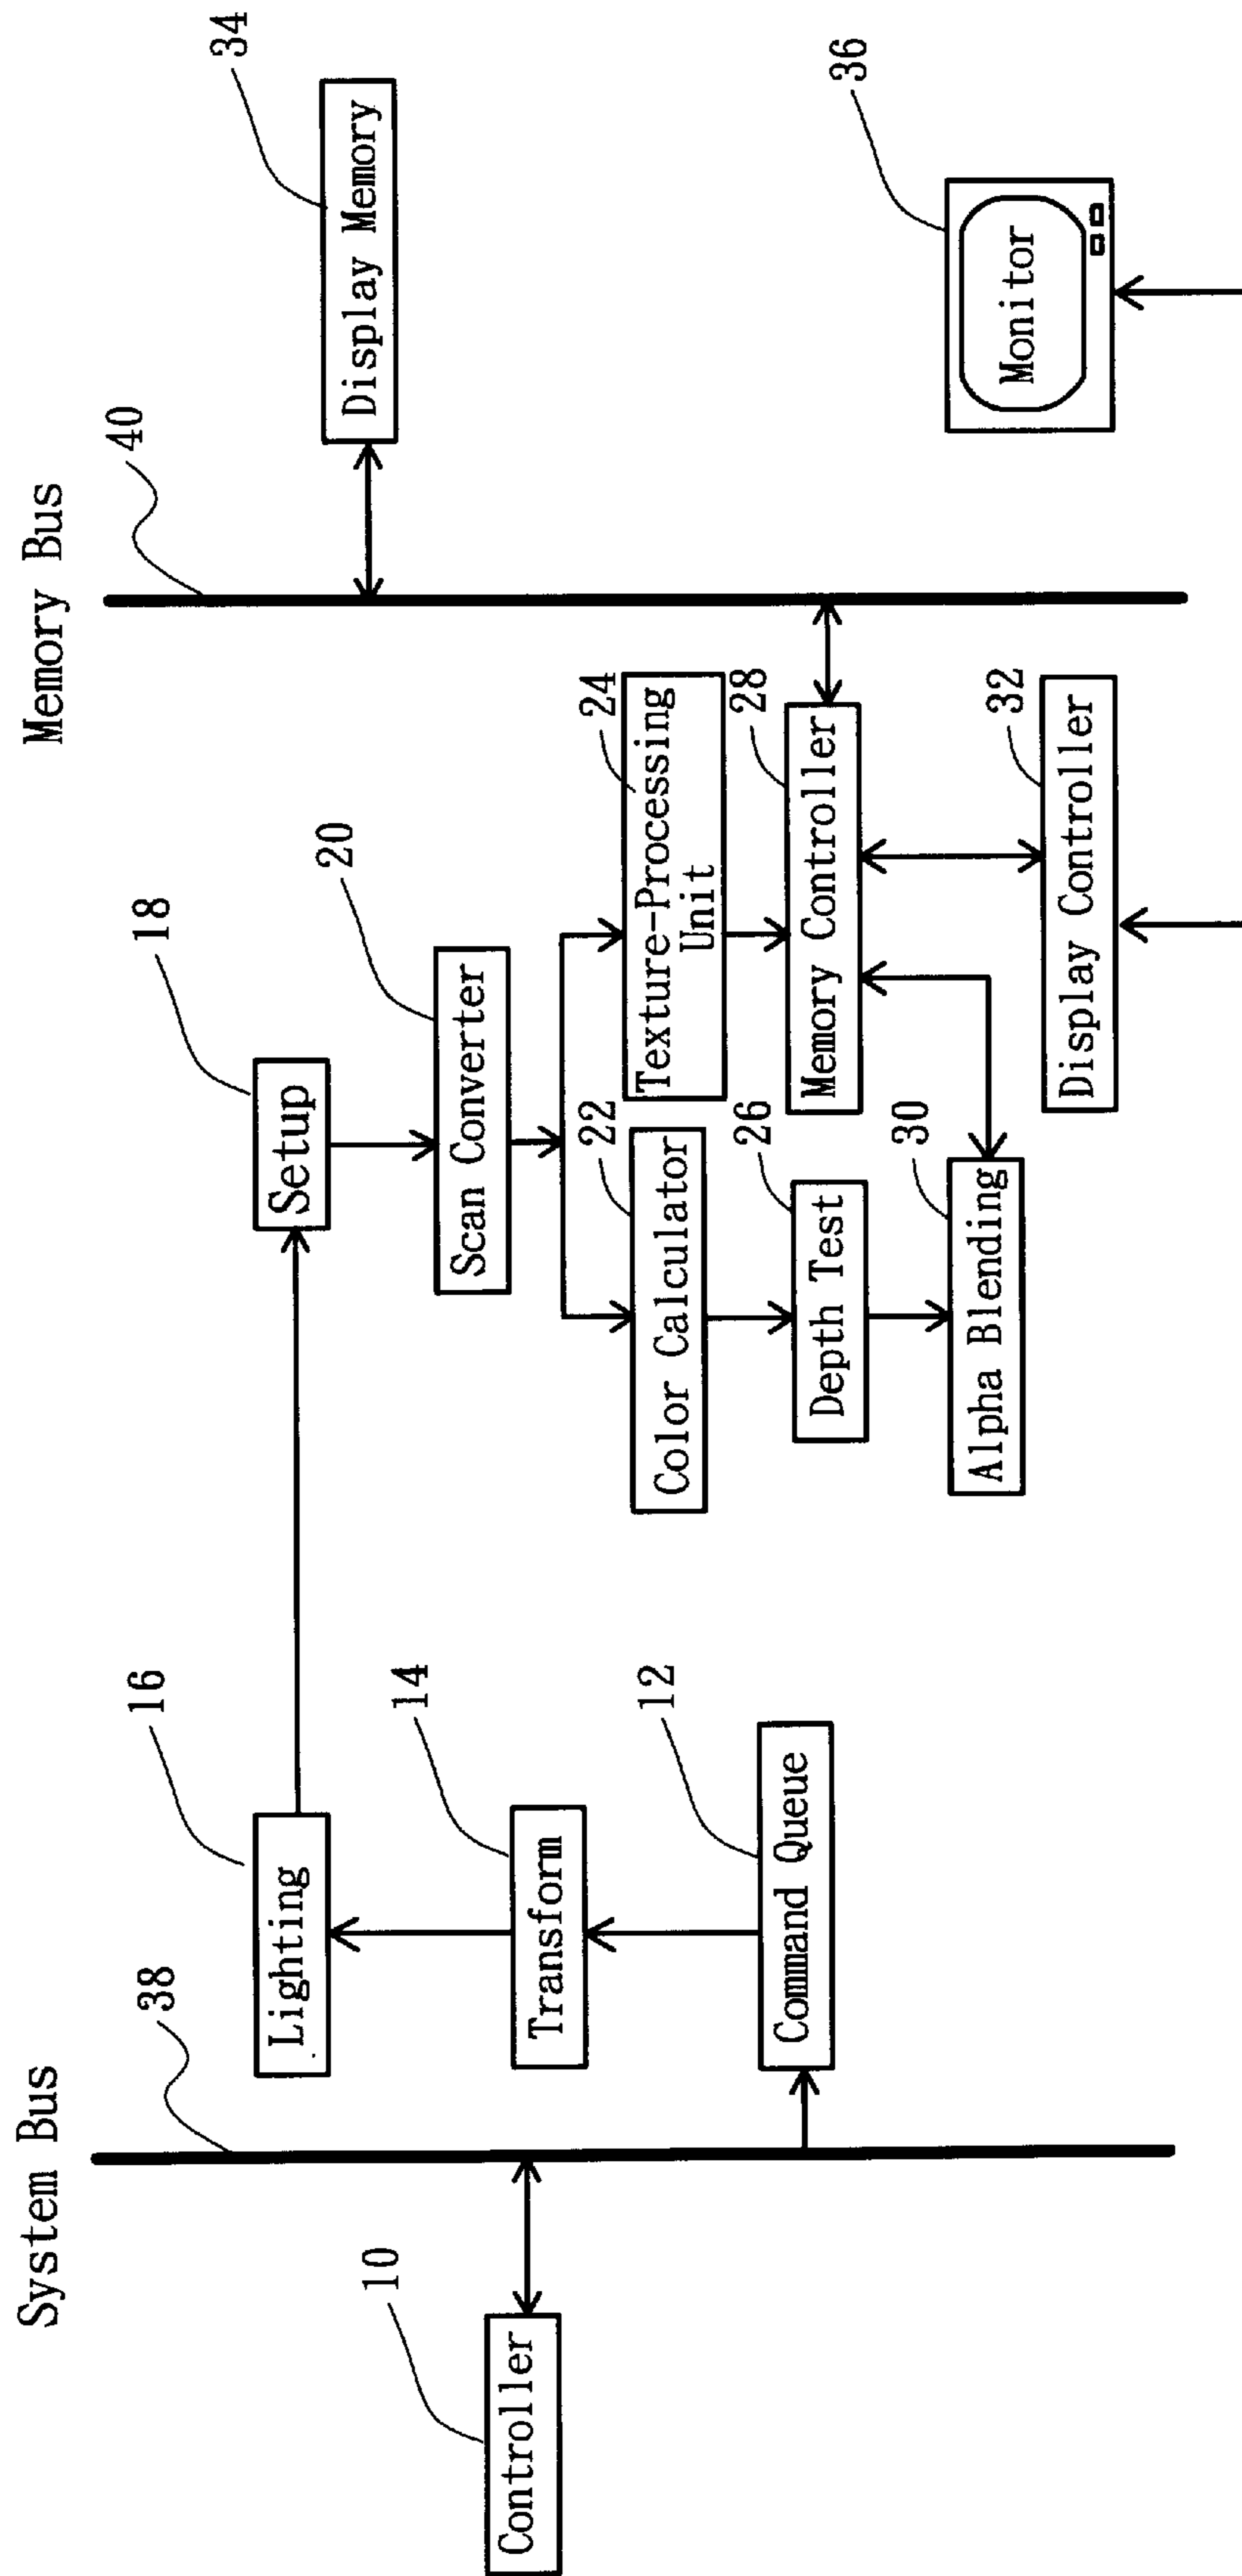 System Bus
38
Controller
10
Lighting
16
Transform
14
Command Queue
12
Setup
18
Scan Converter
20
Color Calculator
22
Texture-Processing
Unit
24
Depth Test
26
Memory Controller
28
Alpha Blending
30
Display Controller
32
Memory Bus
40
Display Memory
34
Monitor
36